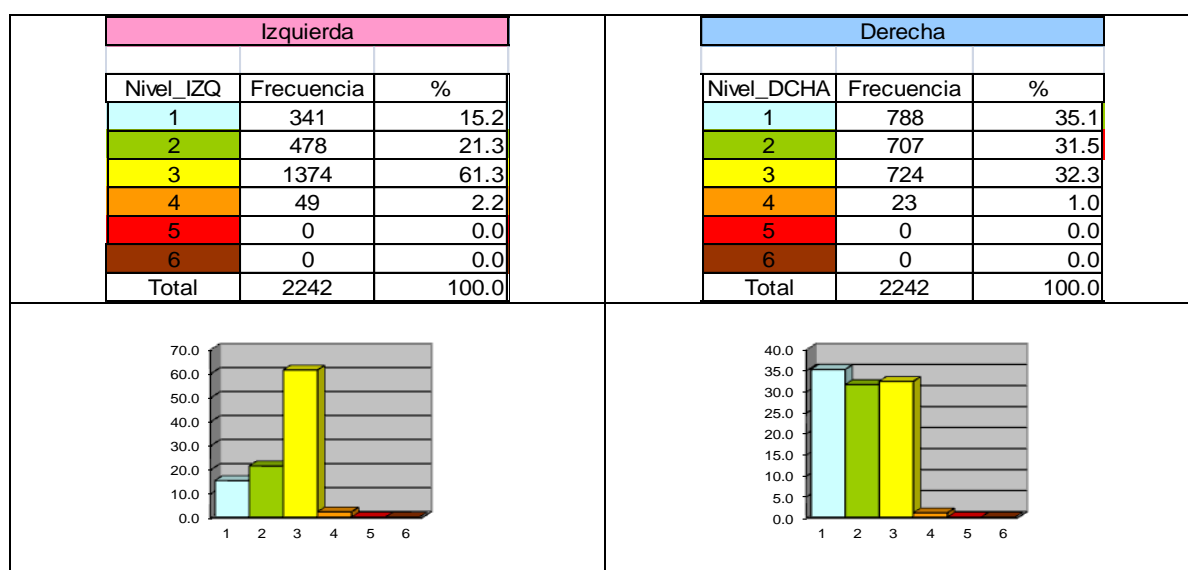 Izquierda
Nivel_IZQ Frecuencia %
1 341 15.2
2 478 21.3
3 1374 61.3
4 49 2.2
5 0 0.0
6 0 0.0
Total 2242 100.0
Derecha
Nivel_DCHA Frecuencia %
1 788 35.1
2 707 31.5
3 724 32.3
4 23 1.0
5 0 0.0
6 0 0.0
Total 2242 100.0
70.0
60.0
50.0
40.0
30.0
20.0
10.0
0.0
1 2 3 4 5 6
40.0
35.0
30.0
25.0
20.0
15.0
10.0
5.0
0.0
1 2 3 4 5 6